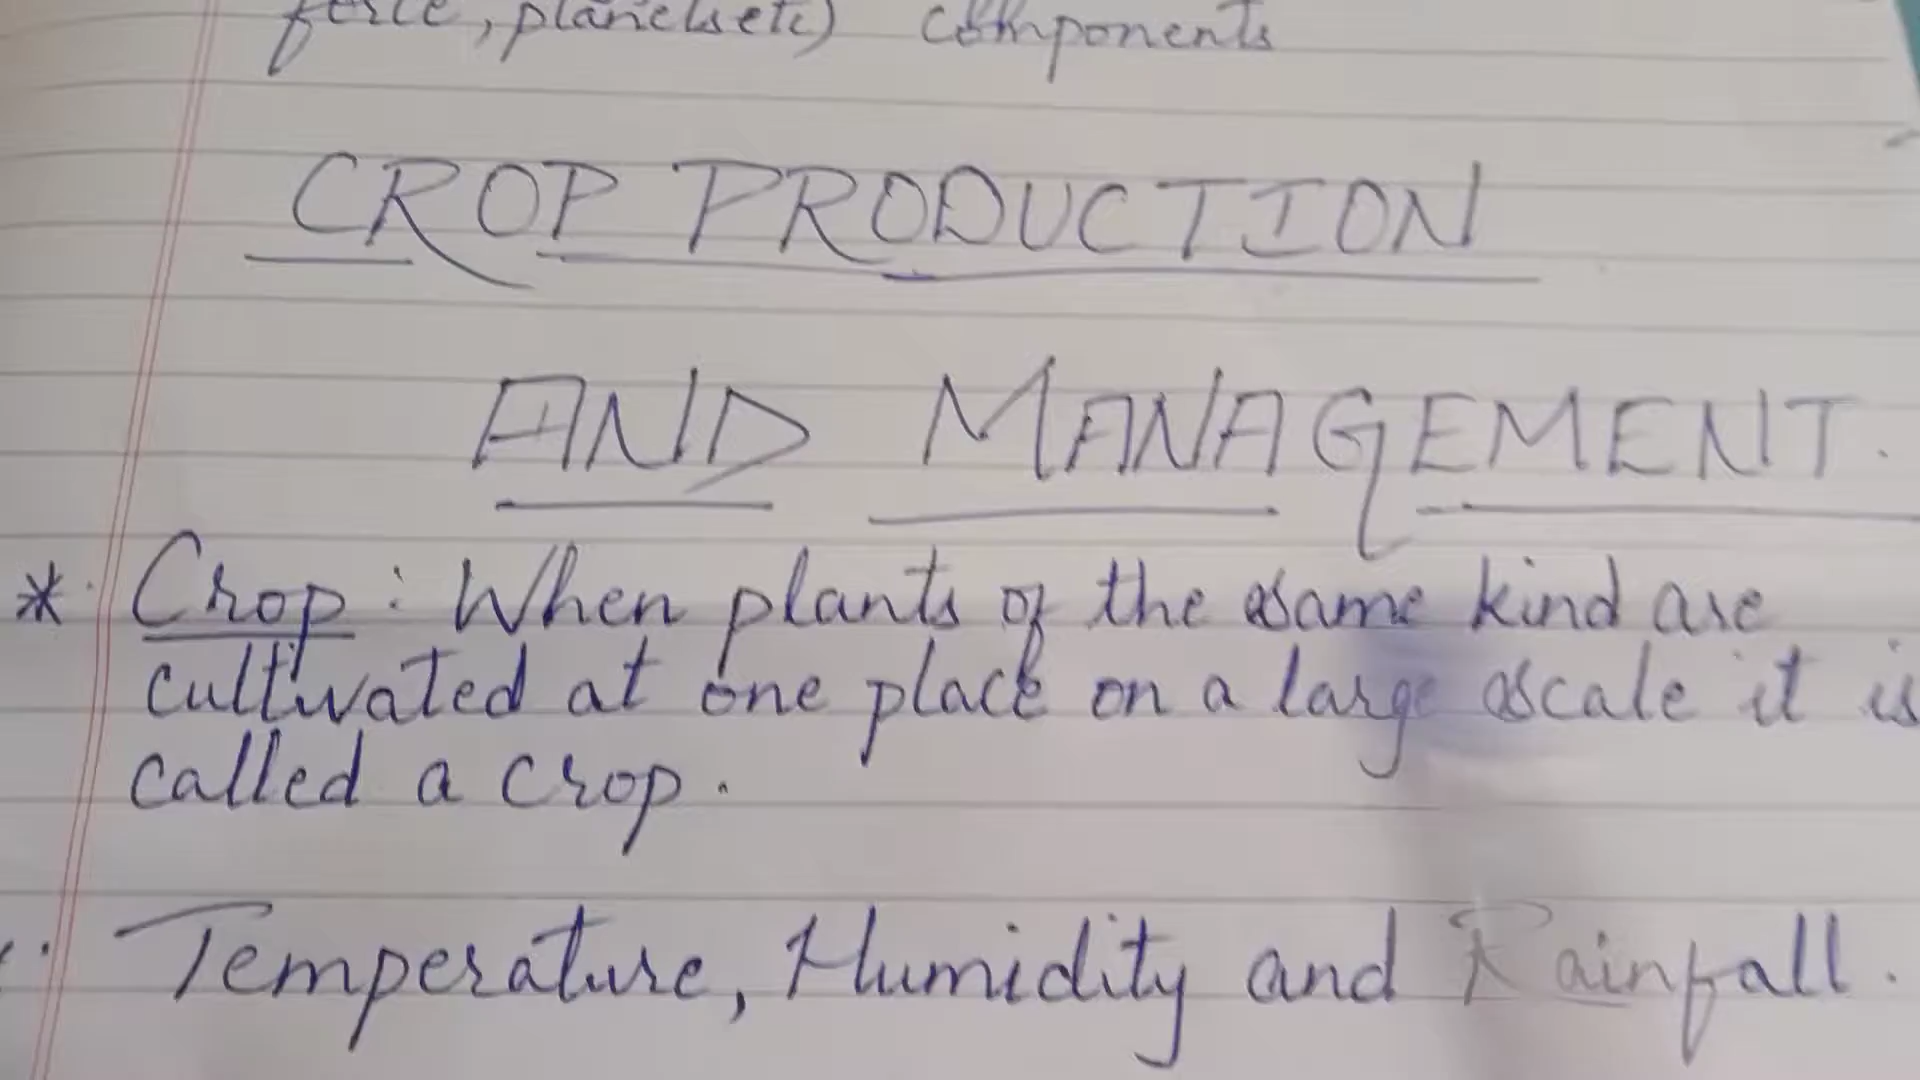 force, planets etc) components
CROP PRODUCTION
AND MANAGEMENT.
* Crop : When plants of the same kind are
cultivated at one place on a large scale it is
called a crop.
Temperature, Humidity and Rainfall.